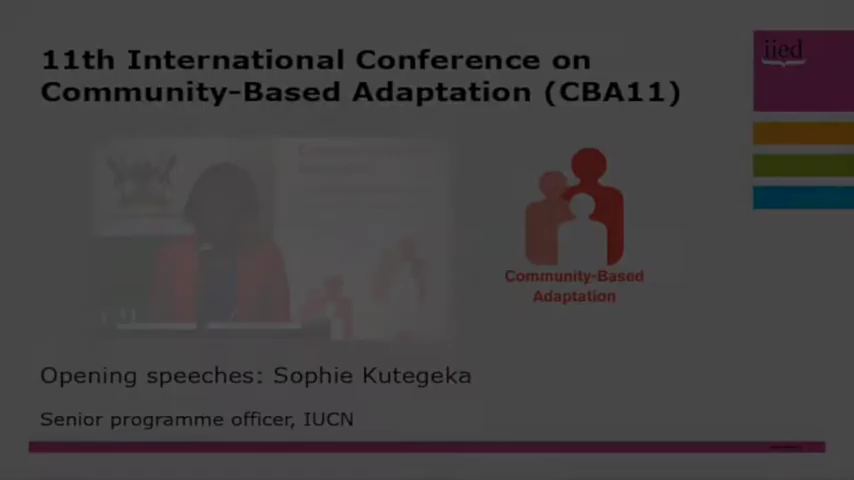 11th International Conference on
Community-Based Adaptation (CBA11)
iied
Community-Based
Adaptation
Opening speeches: Sophie Kutegeka
Senior programme officer, IUCN